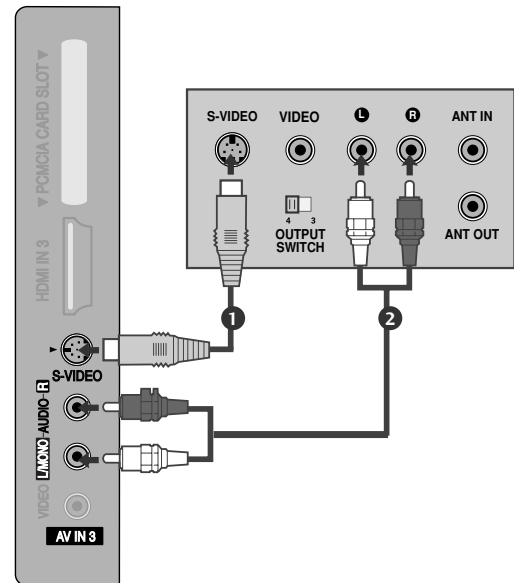 ▼ PCMCIA CARD SLOT ▼
HDMI IN 3
S-VIDEO
L/MONO AUDIO R
VIDEO
AV IN 3
S-VIDEO
VIDEO
L
R
ANT IN
4 3
OUTPUT
SWITCH
ANT OUT
1
2